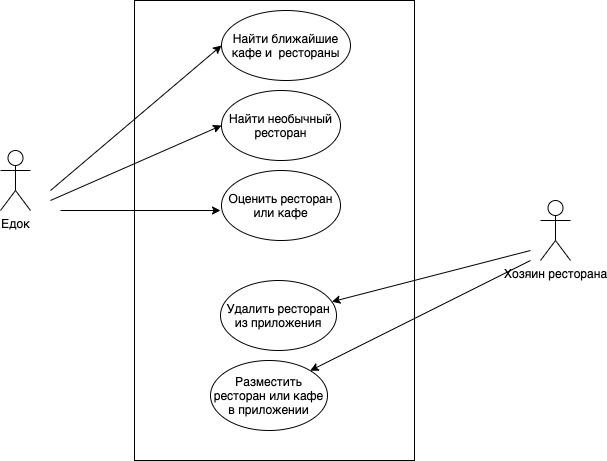 Найти ближайшие
кафе и рестораны
Найти необычный
ресторан
Оценить ресторан
или кафе
Едок
Хозяин ресторана
Удалить ресторан
из приложения
Разместить
ресторан или кафе
в приложении